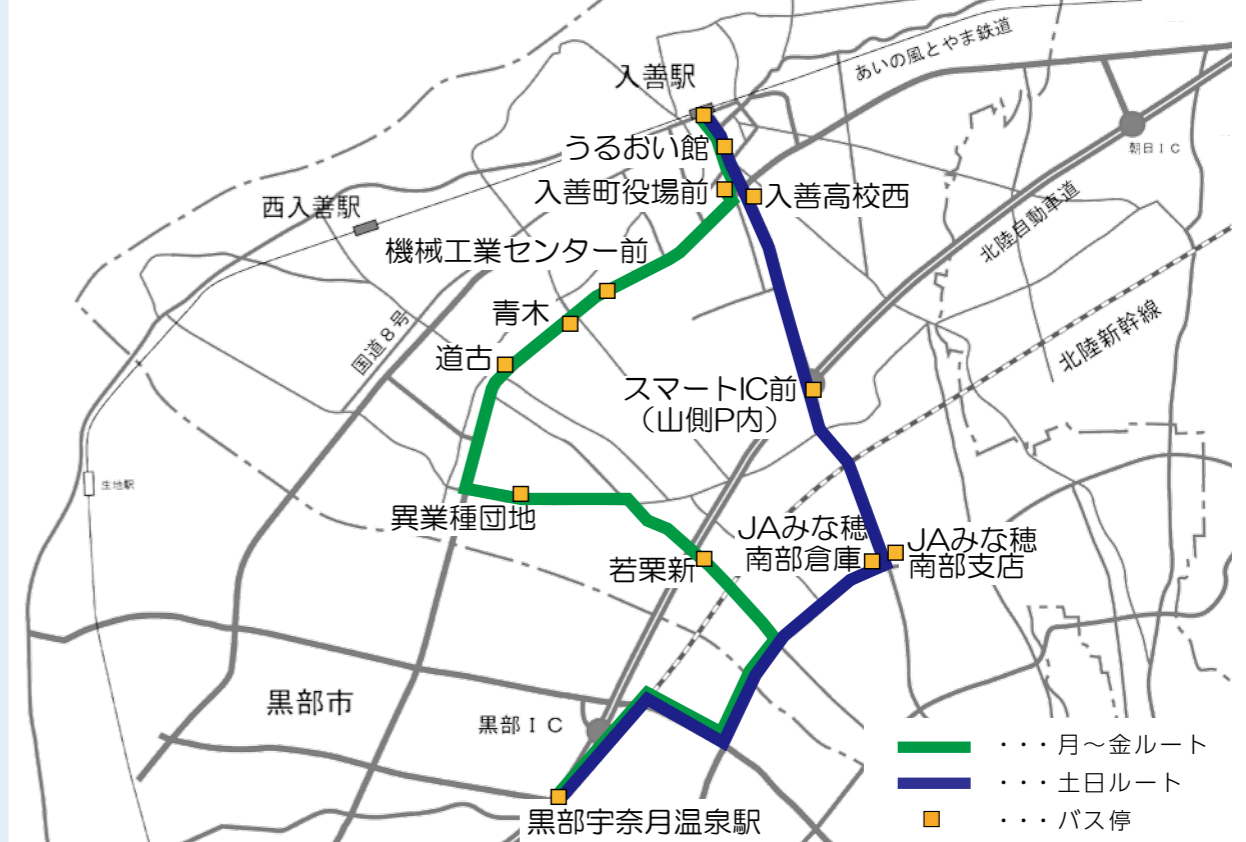 あいの風とやま鉄道
入善駅
朝日IC
うるおい館
入善町役場前
入善高校西
西入善駅
北陸自動車道
機械工業センター前
青木
国道8号
道古
北陸新幹線
スマートIC前
(山側P内)
生地駅
異業種団地
JAみな穂
南部倉庫
JAみな穂
南部支店
若栗新
黒部市
黒部IC
黒部宇奈月温泉駅
・・・月~金ルート
・・・土日ルート
・・・バス停